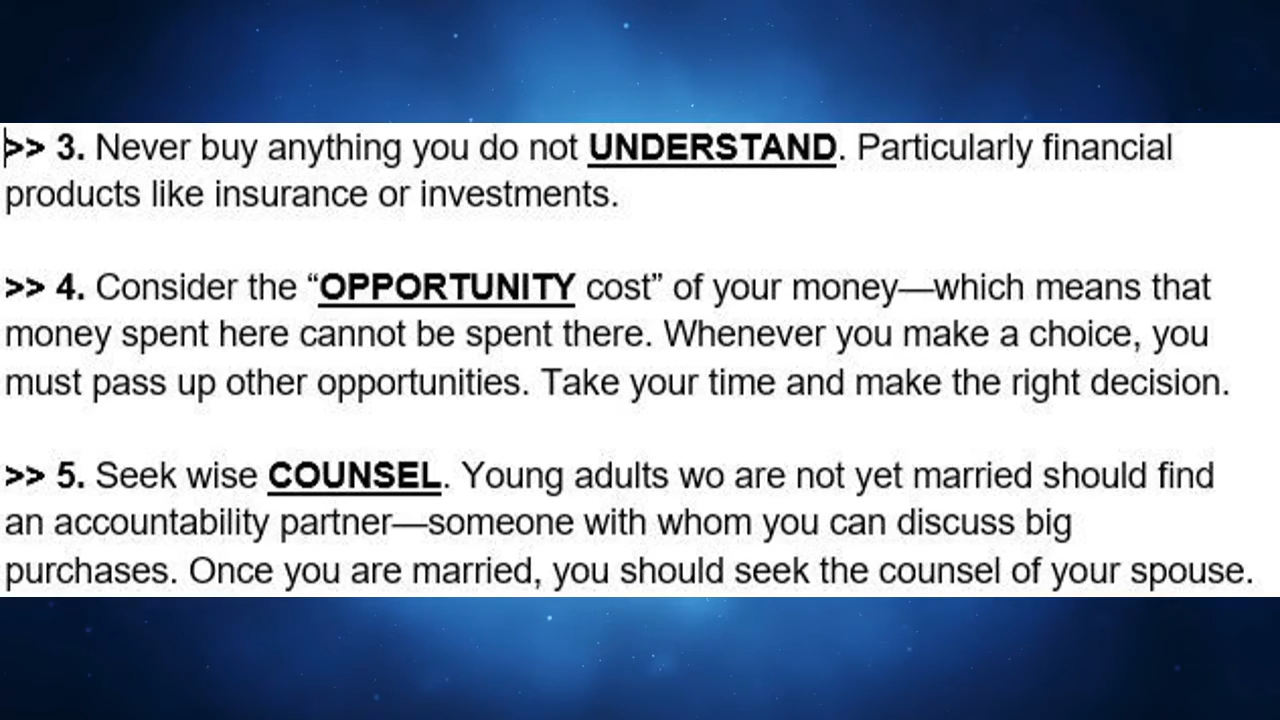 >> 3. Never buy anything you do not UNDERSTAND. Particularly financial
products like insurance or investments.
>> 4. Consider the “OPPORTUNITY cost” of your money—which means that
money spent here cannot be spent there. Whenever you make a choice, you
must pass up other opportunities. Take your time and make the right decision.
>> 5. Seek wise COUNSEL. Young adults wo are not yet married should find
an accountability partner—someone with whom you can discuss big
purchases. Once you are married, you should seek the counsel of your spouse.